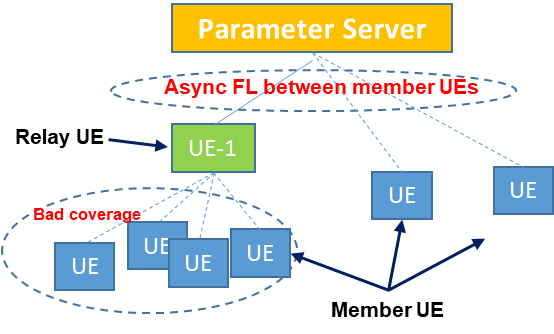 Parameter Server
Async FL between member UEs
Relay UE
UE-1
UE
UE
Bad coverage
UE
UE
UE
UE
Member UE